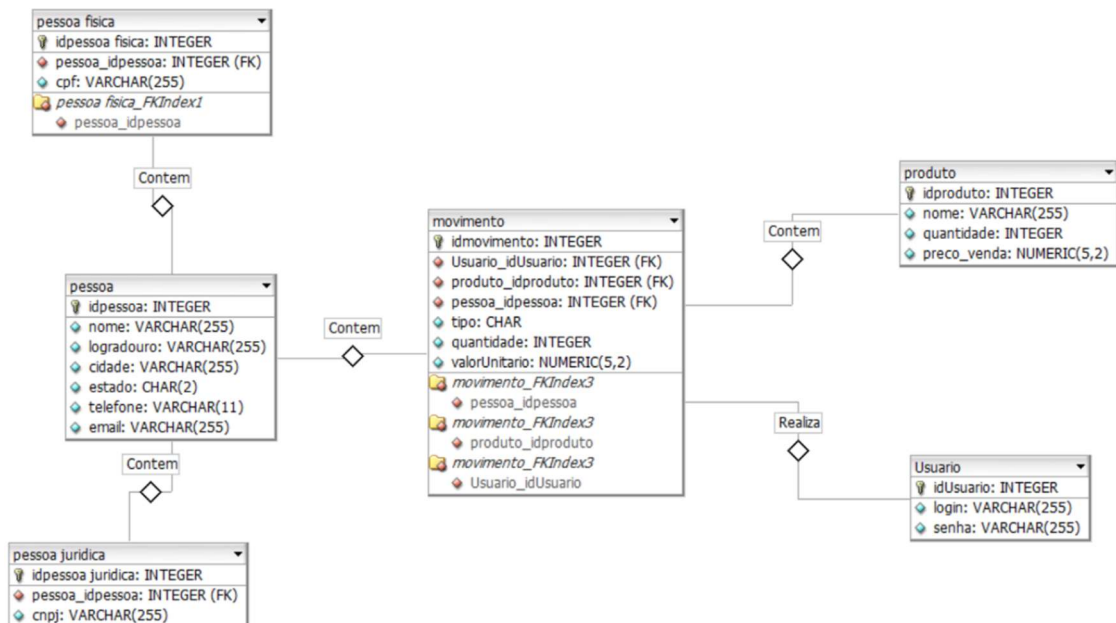 pessoa fisica
idpessoa fisica: INTEGER
pessoa_idpessoa: INTEGER (FK)
cpf: VARCHAR(255)
pessoa fisica_FKIndex1
pessoa_idpessoa
Contem
pessoa
idpessoa: INTEGER
nome: VARCHAR(255)
logradouro: VARCHAR(255)
cidade: VARCHAR(255)
estado: CHAR(2)
telefone: VARCHAR(11)
email: VARCHAR(255)
Contem
pessoa juridica
idpessoa juridica: INTEGER
pessoa_idpessoa: INTEGER (FK)
cnpj: VARCHAR(255)
Contem
movimento
idmovimento: INTEGER
Usuario_idUsuario: INTEGER (FK)
produto_idproduto: INTEGER (FK)
pessoa_idpessoa: INTEGER (FK)
tipo: CHAR
quantidade: INTEGER
valorUnitario: NUMERIC(5,2)
movimento_FKIndex3
pessoa_idpessoa
movimento_FKIndex3
produto_idproduto
movimento_FKIndex3
Usuario_idUsuario
Contem
produto
idproduto: INTEGER
nome: VARCHAR(255)
quantidade: INTEGER
preco_venda: NUMERIC(5,2)
Realiza
Usuario
idUsuario: INTEGER
login: VARCHAR(255)
senha: VARCHAR(255)